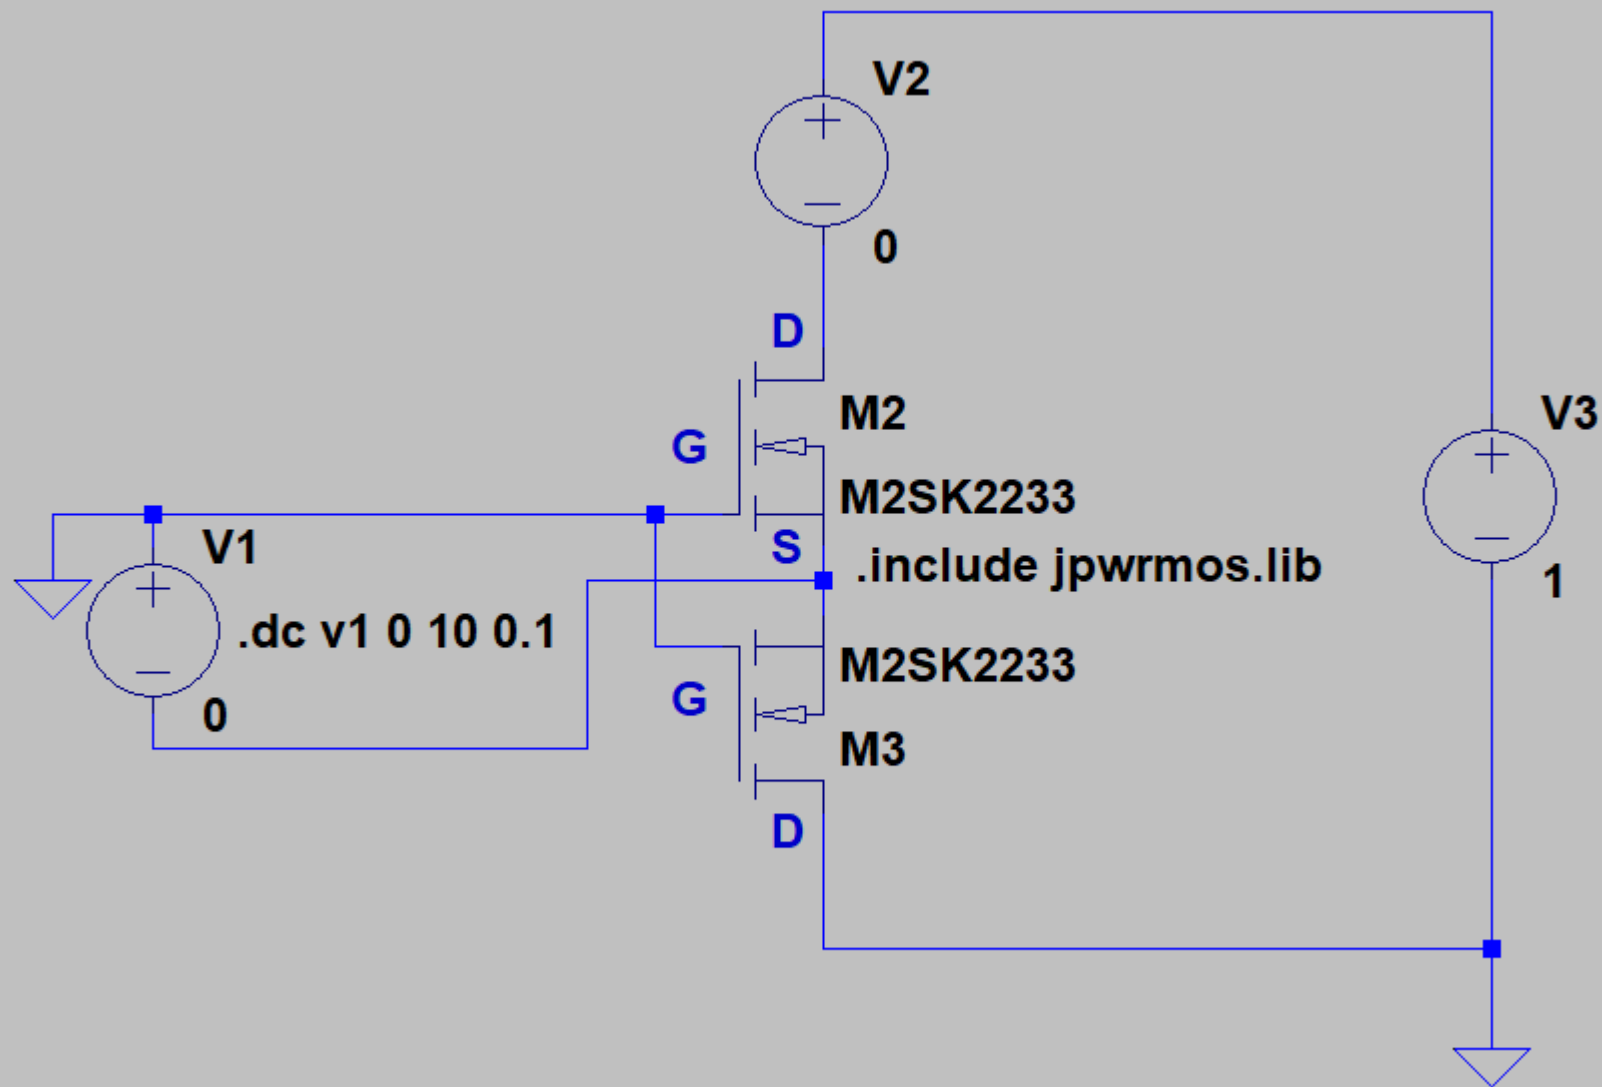 V2
0
D
M2
V3
G
M2SK2233
V1
S
.include jpwrmos.lib
1
.dc v1 0 10 0.1
M2SK2233
G
0
M3
D